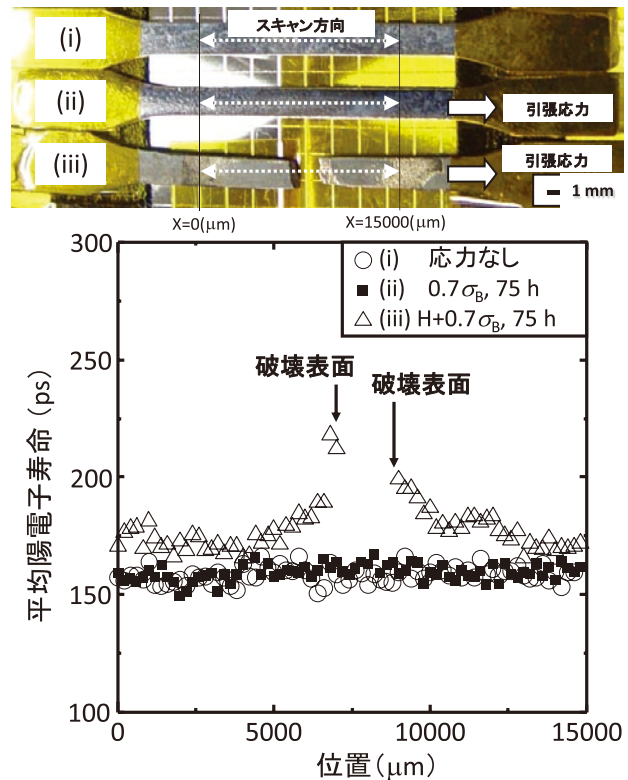 スキャン方向
(i)
(ii)
引張応力
(iii)
引張応力
1 mm
X=0(μm)
X=15000(μm)
300
(i) 応力なし
(ii) 0.7σB, 75 h
(iii) H+0.7σB, 75 h
250
破壊表面
破壊表面
200
150
100
平均陽電子寿命 (ps)
0
5000
10000
15000
位置(μm)